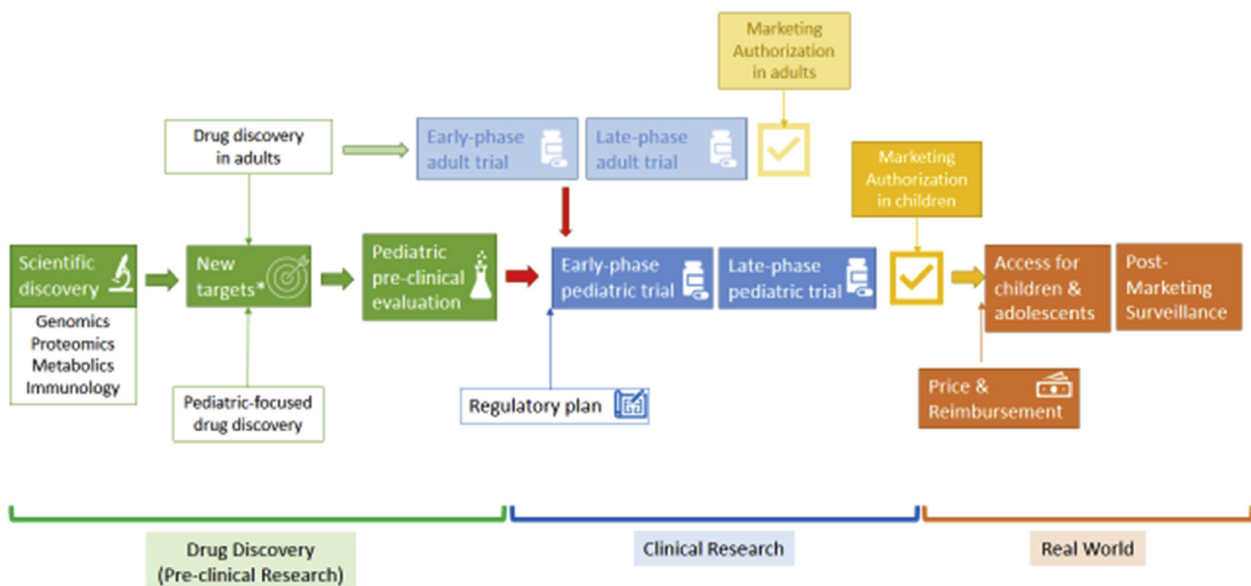 Marketing
Authorization
in adults
Drug discovery
in adults
Early-phase
adult trial
Late-phase
adult trial
Marketing
Authorization
in children
Scientific
discovery
Genomics
Proteomics
Metabolics
Immunology
New
targets*
Pediatric
pre-clinical
evaluation
Early-phase
pediatric trial
Late-phase
pediatric trial
Access for
children &
adolescents
Post-
Marketing
Surveillance
Pediatric-focused
drug discovery
Regulatory plan
Price &
Reimbursement
Drug Discovery
(Pre-clinical Research)
Clinical Research
Real World